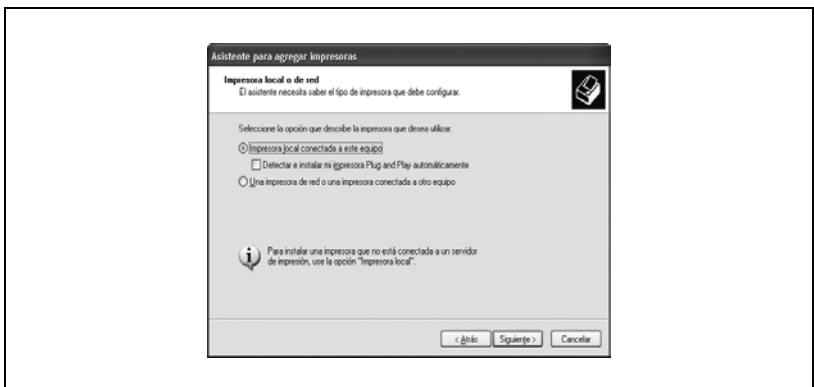 Asistente para agregar impresoras
Impresora local o de red
El asistente necesita saber el tipo de impresora que debe configurar.
Seleccione la opción que describe la impresora que desea utilizar:
Impresora local conectada a este equipo
Detectar e instalar mi impresora Plug and Play automáticamente
Una impresora de red o una impresora conectada a otro equipo
Para instalar una impresora que no está conectada a un servidor
de impresión, use la opción "Impresora local".
< Atrás Siguiente > Cancelar